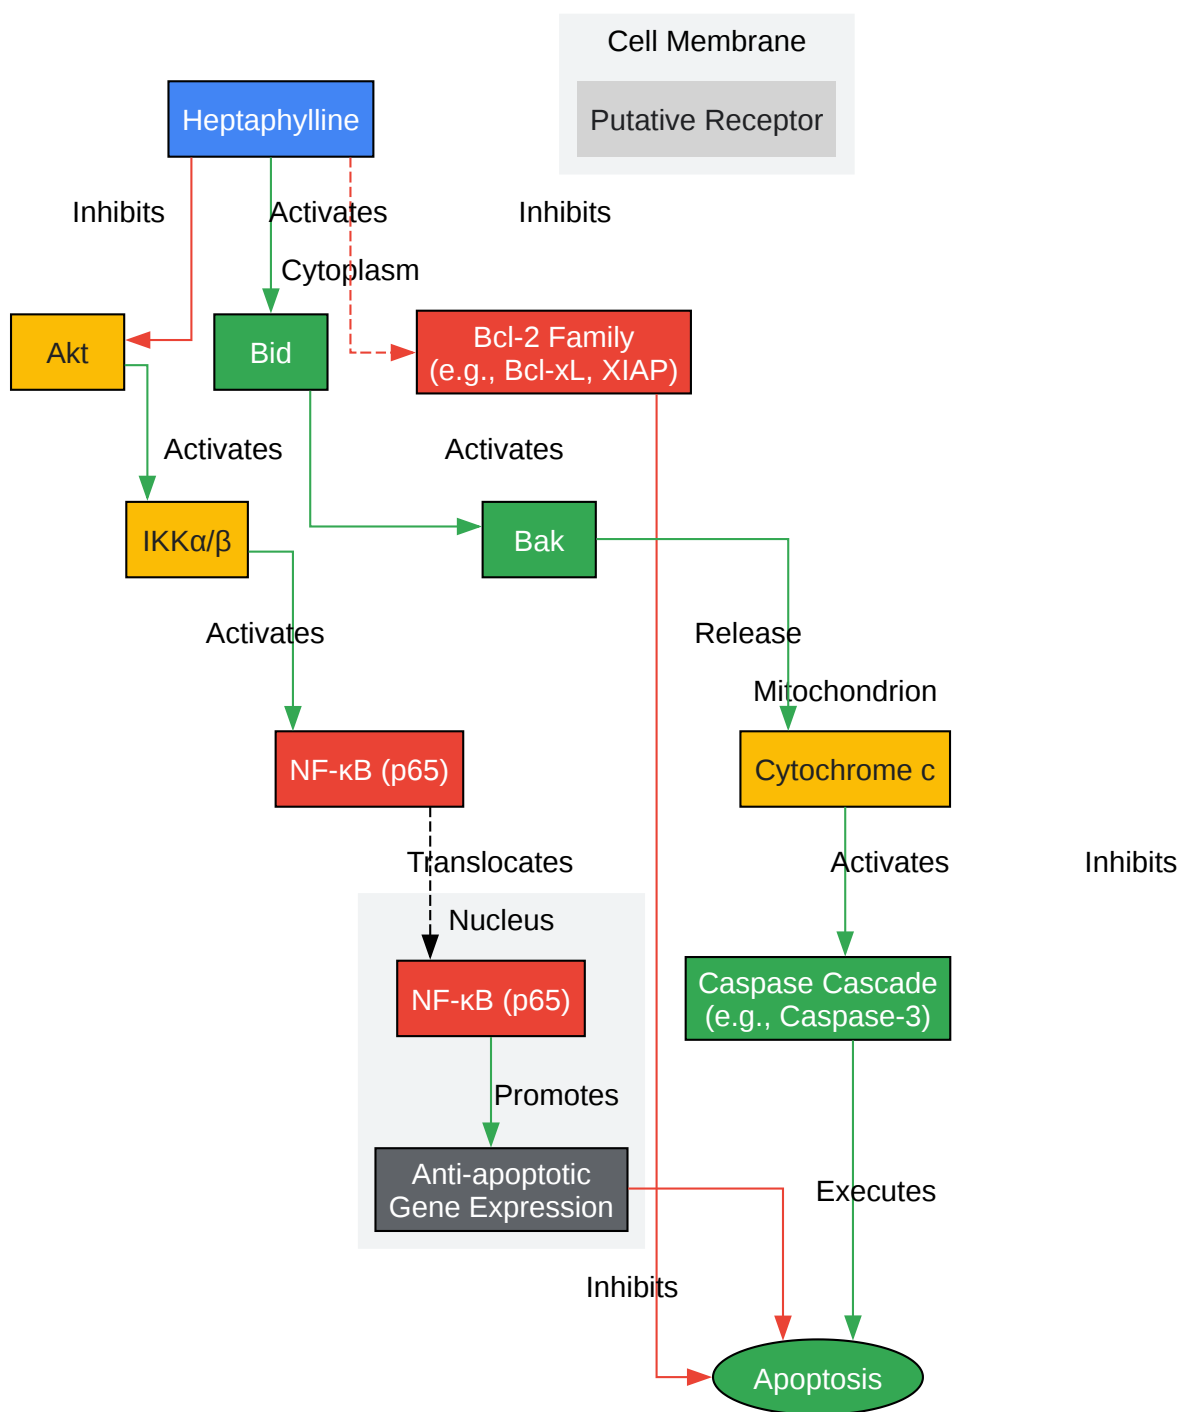 Cell Membrane
Heptaphylline
Putative Receptor
Inhibits
Activates
Inhibits
Cytoplasm
Akt
Bid
Bcl-2 Family
(e.g., Bcl-xL, XIAP)
Activates
Activates
IKKα/β
Bak
Activates
Release
Mitochondrion
NF-κB (p65)
Cytochrome c
Translocates
Activates
Inhibits
Nucleus
NF-κB (p65)
Caspase Cascade
(e.g., Caspase-3)
Promotes
Anti-apoptotic
Gene Expression
Executes
Inhibits
Apoptosis